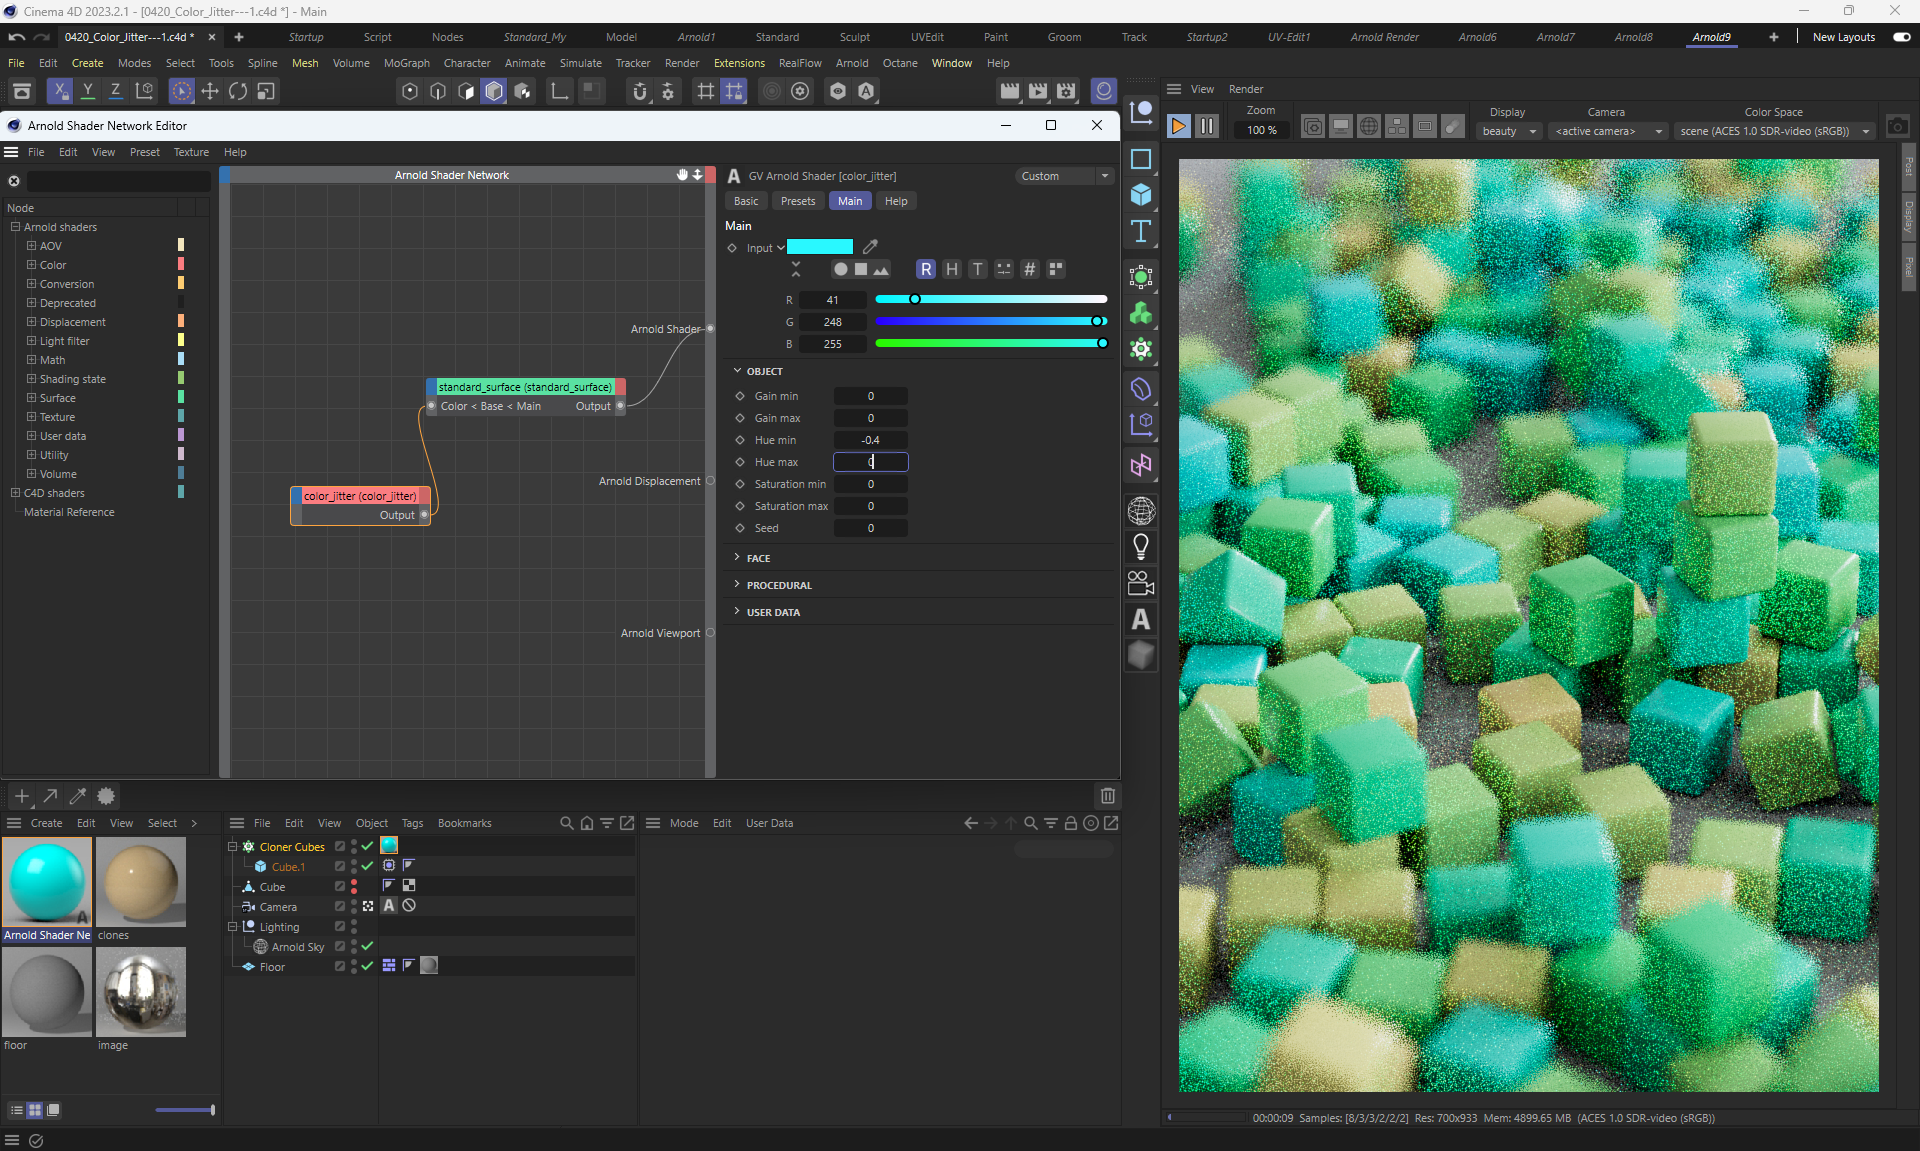 Cinema 4D 2023.2.1 - [0420_Color_Jitter---1.c4d *] - Main
0420_Color_Jitter---1.c4d *
Startup
Script
Nodes
Standard_My
Model
Arnold1
Standard
Sculpt
UVEdit
Paint
Groom
Track
Startup2
UV-Edit1
Arnold Render
Arnold6
Arnold7
Arnold8
Arnold9
New Layouts
File Edit Create Modes Select Tools Spline Mesh Volume MoGraph Character Animate Simulate Tracker Render Extensions RealFlow Arnold Octane Window Help
X
Y
Z
Arnold Shader Network Editor
File Edit View Preset Texture Help
Node
Arnold shaders
AOV
Color
Conversion
Deprecated
Displacement
Light filter
Math
Shading state
Surface
Texture
User data
Utility
Volume
C4D shaders
Material Reference
Arnold Shader Network
Arnold Shader
standard_surface (standard_surface)
Color < Base < Main Output
Arnold Displacement
color_jitter (color_jitter)
Output
Arnold Viewport
GV Arnold Shader [color_jitter]
Custom
Basic Presets Main Help
Main
Input
R H T #
R 41
G 248
B 255
OBJECT
Gain min 0
Gain max 0
Hue min -0.4
Hue max 0
Saturation min 0
Saturation max 0
Seed 0
FACE
PROCEDURAL
USER DATA
View Render
Zoom
100 %
Display
beauty
Camera
<active camera>
Color Space
scene (ACES 1.0 SDR-video (sRGB))
Post
Display
Pixel
Create Edit View Select
Arnold Shader Ne
clones
floor
image
File Edit View Object Tags Bookmarks
Cloner Cubes
Cube.1
Cube
Camera
Lighting
Arnold Sky
Floor
Mode Edit User Data
00:00:09 Samples: [8/3/3/2/2/2] Res: 700x933 Mem: 4899.65 MB (ACES 1.0 SDR-video (sRGB))